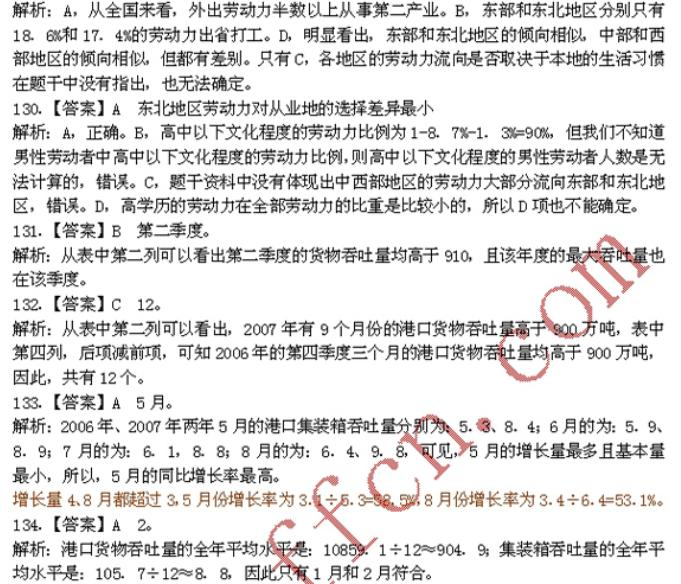 解析：A，从全国来看，外出劳动力半数以上从事第二产业。B，东部和东北地区分别只有
18．6%和17．4%的劳动力出省打工。D，明显看出，东部和东北地区的倾向相似，中部和西
部地区的倾向相似，但都有差别。只有C，各地区的劳动力流向是否取决于本地的生活习惯
在题干中没有指出，也无法确定。
130.【答案】A 东北地区劳动力对从业地的选择差异最小
解析：A，正确。B，高中以下文化程度的劳动力比例为1-8．7%-1．3%=90%，但我们不知道
男性劳动者中高中以下文化程度的劳动力比例,则高中以下文化程度的男性劳动者人数是无
法计算的，错误。C，题干资料中没有体现出中西部地区的劳动力大部分流向东部和东北地
区，错误。D，高学历的劳动力在全部劳动力的比重是比较小的，所以D项也不能确定。
131.【答案】B 第二季度。
解析：从表中第二列可以看出第二季度的货物吞吐量均高于910，且该年度的最大吞吐量也
在该季度。
132.【答案】C 12。
解析：从表中第二列可以看出，2007年有9个月份的港口货物吞吐量高于900万吨，表中
第四列，后项减前项，可知2006年的第四季度三个月的港口货物吞吐量均高于900万吨，
因此，共有12个。
133.【答案】A 5月。
解析：2006年、2007年两年5月的港口集装箱吞吐量分别为：5．3、8．4；6月的为：5．9、
8．9；7月的为：6．1，8．8；8月的为：6．4、9．8，可见，5月的增长量最多且基本量
最小，所以，5月的同比增长率最高。
增长量4、8月都超过3,5月份增长率为3.1÷5.3=58.5%,8月份增长率为3.4÷6.4=53.1%。
134.【答案】A 2。
解析：港口货物吞吐量的全年平均水平是：10859．1÷12≈904．9；集装箱吞吐量的全年平
均水平是：105．7÷12≈8．8，因此只有1月和2月符合。
ffcn.com